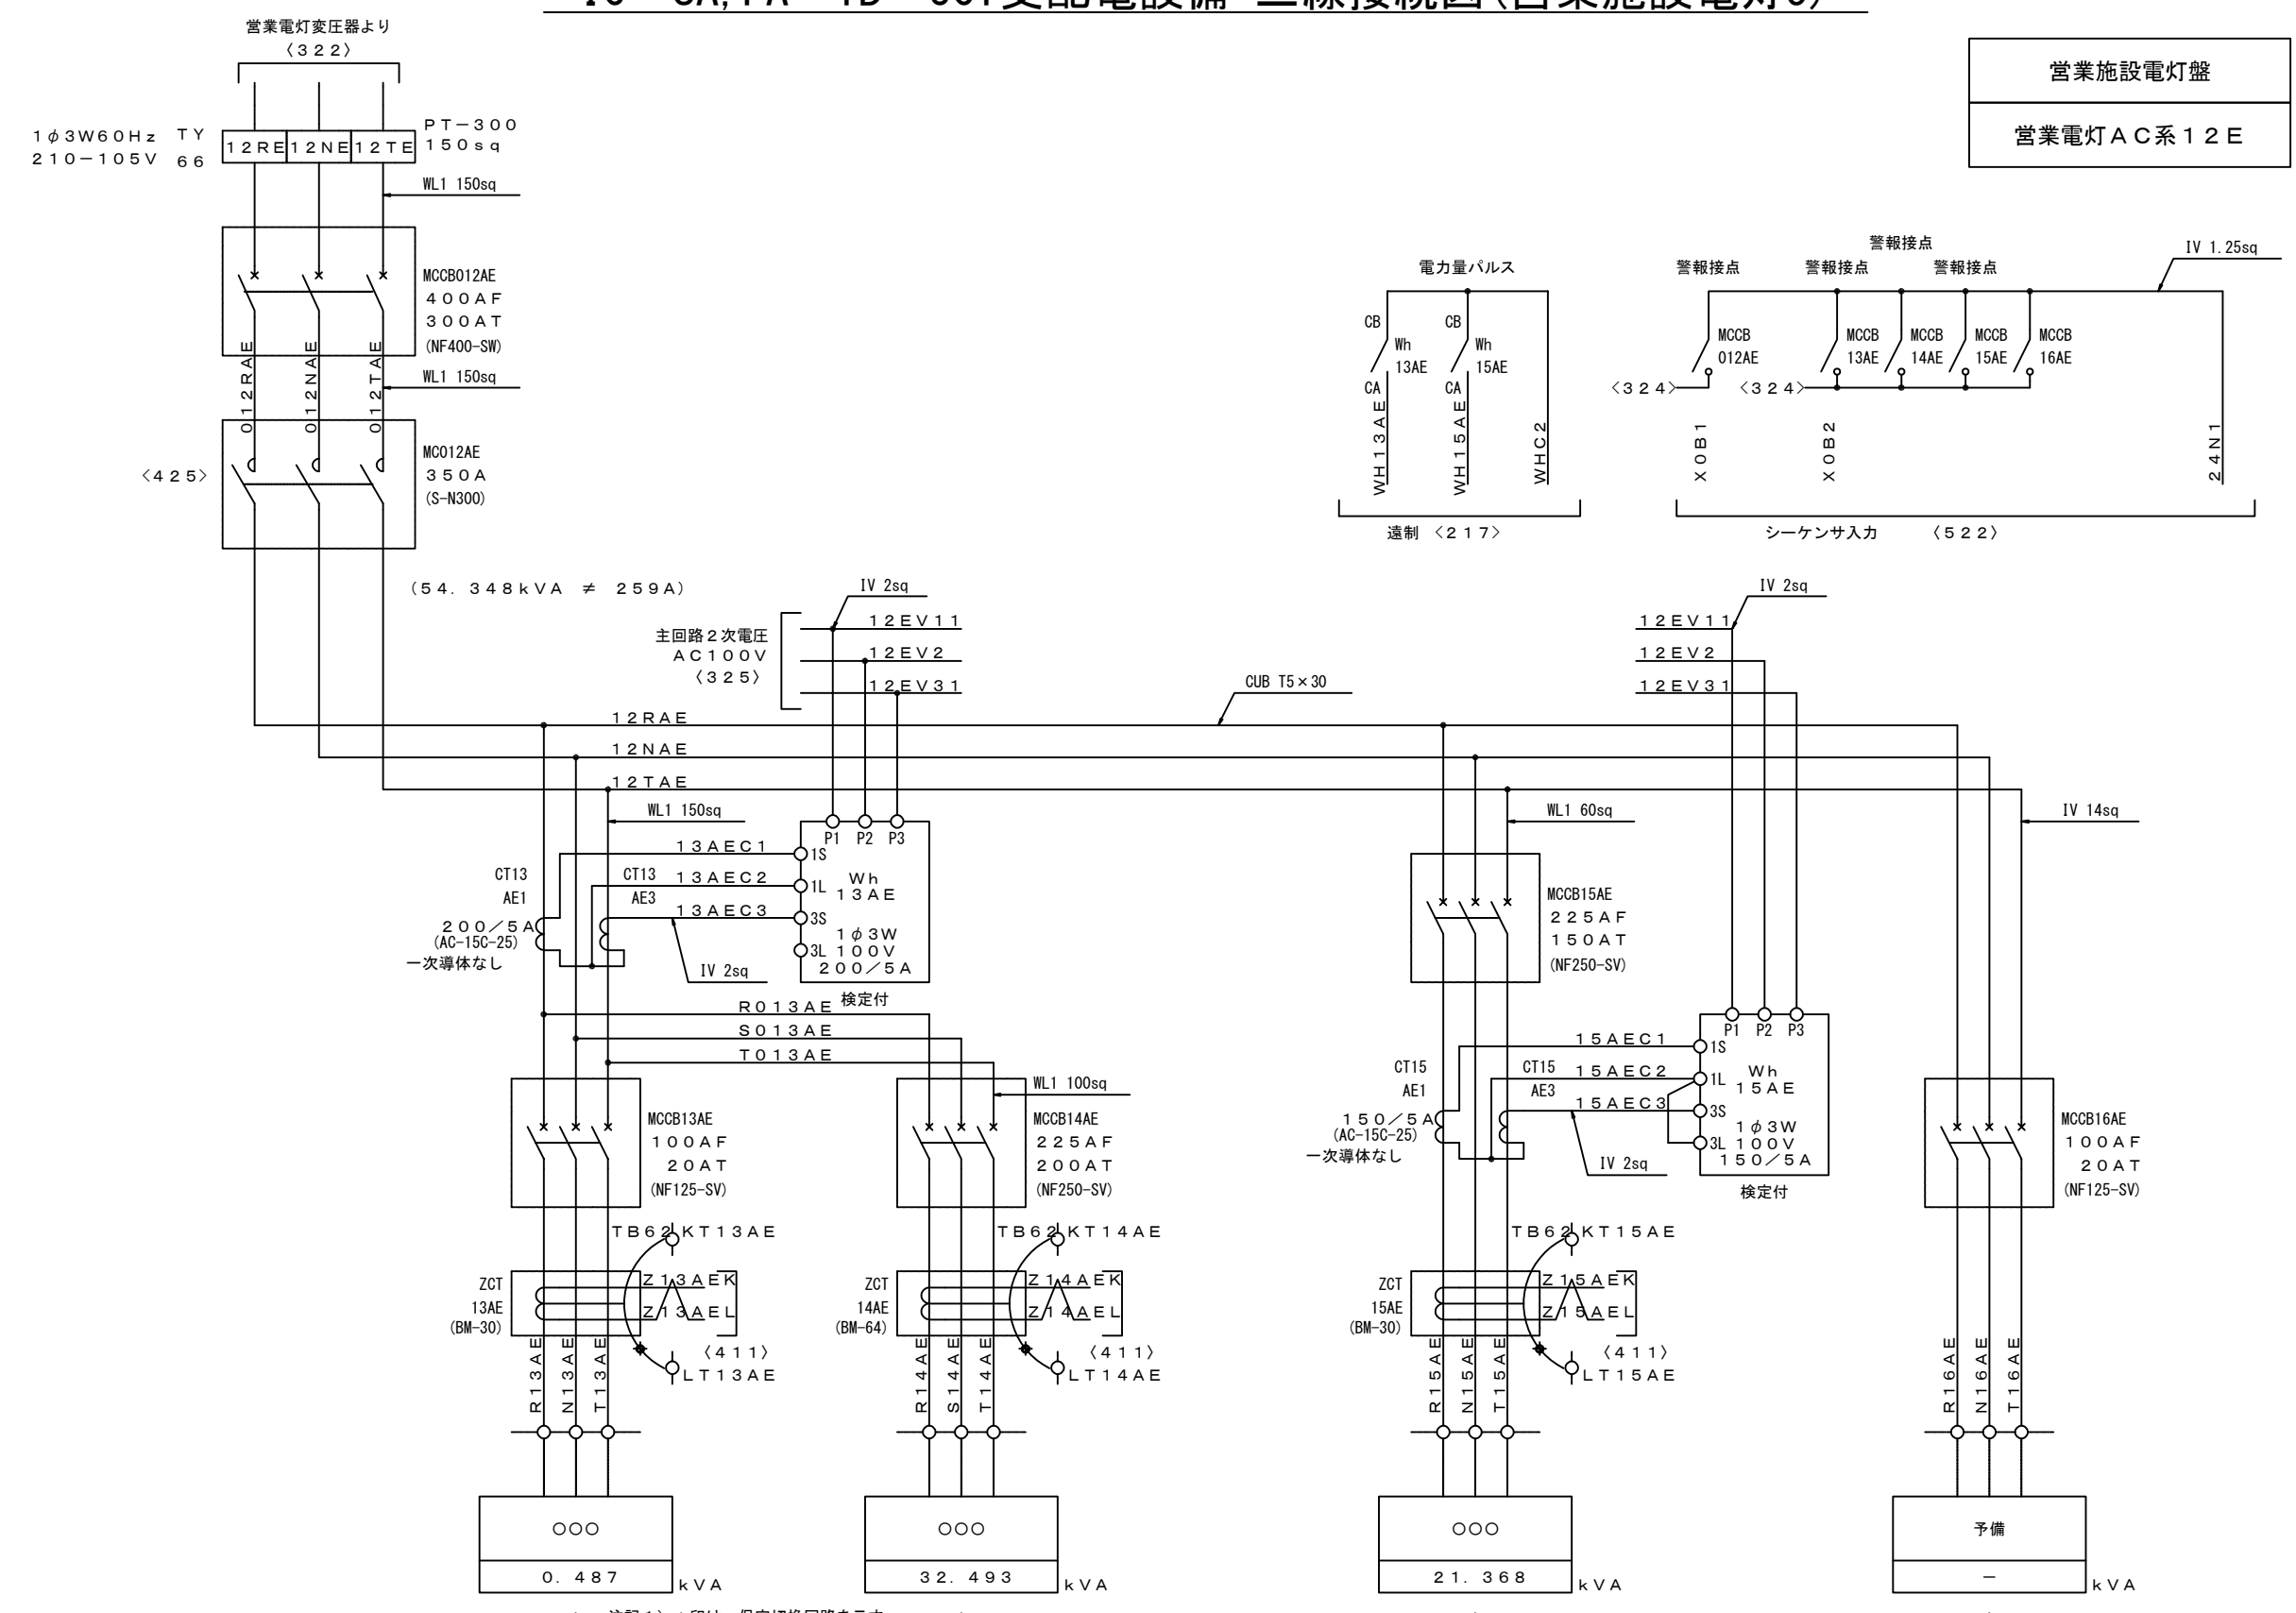 営業電灯変圧器より
〈３２２〉
１φ３Ｗ６０Ｈｚ
２１０－１０５Ｖ
ＴＹ
６６
１２ＲＥ
１２ＮＥ
１２ＴＥ
ＰＴ－３００
１５０ｓｑ
WL1 150sq
営業施設電灯盤
営業電灯ＡＣ系１２Ｅ
MCCB012AE
４００ＡＦ
３００ＡＴ
(NF400-SW)
０１２ＲＡＥ
０１２ＮＡＥ
０１２ＴＡＥ
WL1 150sq
〈４２５〉
MC012AE
３５０Ａ
(S-N300)
電力量パルス
CB
Wh
13AE
CA
CB
Wh
15AE
CA
ＷＨ１３ＡＥ
ＷＨ１５ＡＥ
ＷＨＣ２
遠制 〈２１７〉
警報接点
警報接点
警報接点
警報接点
IV 1.25sq
MCCB
012AE
MCCB
13AE
MCCB
14AE
MCCB
15AE
MCCB
16AE
〈３２４〉
〈３２４〉
Ｘ０Ｂ１
Ｘ０Ｂ２
２４Ｎ１
シーケンサ入力 〈５２２〉
（５４．３４８ｋＶＡ ≠ ２５９Ａ）
主回路２次電圧
ＡＣ１００Ｖ
〈３２５〉
IV 2sq
１２ＥＶ１１
１２ＥＶ２
１２ＥＶ３１
IV 2sq
１２ＥＶ１１
１２ＥＶ２
１２ＥＶ３１
CUB T5×30
１２ＲＡＥ
１２ＮＡＥ
１２ＴＡＥ
WL1 150sq
WL1 60sq
IV 14sq
CT13
AE1
２００／５Ａ
(AC-15C-25)
一次導体なし
CT13
AE3
１３ＡＥＣ１
１３ＡＥＣ２
１３ＡＥＣ３
IV 2sq
P1 P2 P3
1S
1L
3S
3L
Ｗｈ
１３ＡＥ
１φ３Ｗ
１００Ｖ
２００／５Ａ
検定付
Ｒ０１３ＡＥ
Ｓ０１３ＡＥ
Ｔ０１３ＡＥ
WL1 100sq
MCCB15AE
２２５ＡＦ
１５０ＡＴ
(NF250-SV)
CT15
AE1
１５０／５Ａ
(AC-15C-25)
一次導体なし
CT15
AE3
１５ＡＥＣ１
１５ＡＥＣ２
１５ＡＥＣ３
IV 2sq
P1 P2 P3
1S
1L
3S
3L
Ｗｈ
１５ＡＥ
１φ３Ｗ
１００Ｖ
１５０／５Ａ
検定付
MCCB13AE
１００ＡＦ
２０ＡＴ
(NF125-SV)
MCCB14AE
２２５ＡＦ
２００ＡＴ
(NF250-SV)
MCCB16AE
１００ＡＦ
２０ＡＴ
(NF125-SV)
ＴＢ６２
ＫＴ１３ＡＥ
ZCT
13AE
(BM-30)
Ｚ１３ＡＥＫ
Ｚ１３ＡＥＬ
〈４１１〉
ＬＴ１３ＡＥ
ＴＢ６２
ＫＴ１４ＡＥ
ZCT
14AE
(BM-64)
Ｚ１４ＡＥＫ
Ｚ１４ＡＥＬ
〈４１１〉
ＬＴ１４ＡＥ
ＴＢ６２
ＫＴ１５ＡＥ
ZCT
15AE
(BM-30)
Ｚ１５ＡＥＫ
Ｚ１５ＡＥＬ
〈４１１〉
ＬＴ１５ＡＥ
Ｒ１３ＡＥ
Ｎ１３ＡＥ
Ｔ１３ＡＥ
Ｒ１４ＡＥ
Ｓ１４ＡＥ
Ｔ１４ＡＥ
Ｒ１５ＡＥ
Ｎ１５ＡＥ
Ｔ１５ＡＥ
Ｒ１６ＡＥ
Ｎ１６ＡＥ
Ｔ１６ＡＥ
○○○
０．４８７
ｋＶＡ
○○○
３２．４９３
ｋＶＡ
○○○
２１．３６８
ｋＶＡ
予備
－
ｋＶＡ